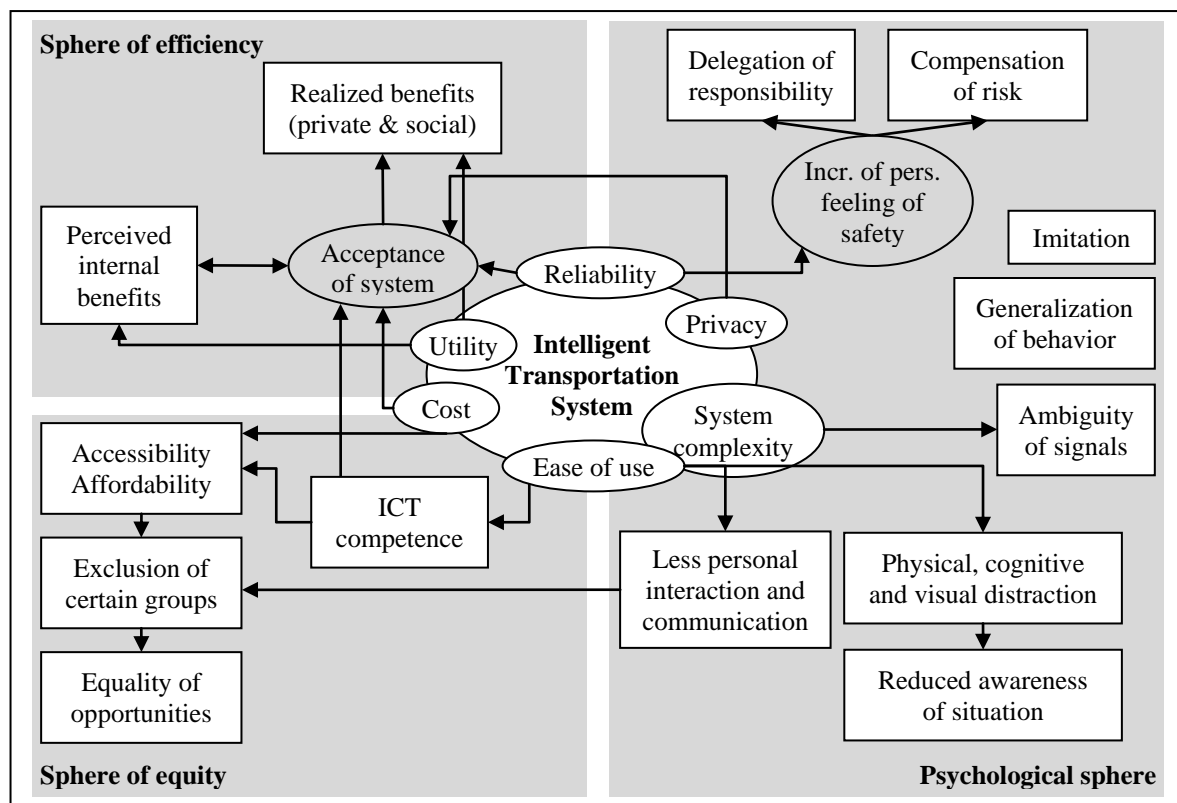 Sphere of efficiency
Realized benefits
(private & social)
Delegation of
responsibility
Compensation
of risk
Incr. of pers.
feeling of
safety
Perceived
internal
benefits
Acceptance
of system
Reliability
Imitation
Privacy
Generalization
of behavior
Utility
Intelligent
Transportation
System
Cost
System
complexity
Ambiguity
of signals
Accessibility
Affordability
Ease of use
ICT
competence
Exclusion of
certain groups
Less personal
interaction and
communication
Physical, cognitive
and visual distraction
Equality of
opportunities
Reduced awareness
of situation
Sphere of equity
Psychological sphere